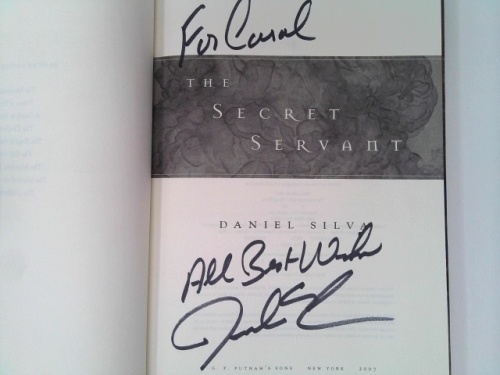 For Carol
THE
SECRET
SERVANT
DANIEL SILVA
All Best Wishes
G. P. PUTNAM'S SONS NEW YORK 2007